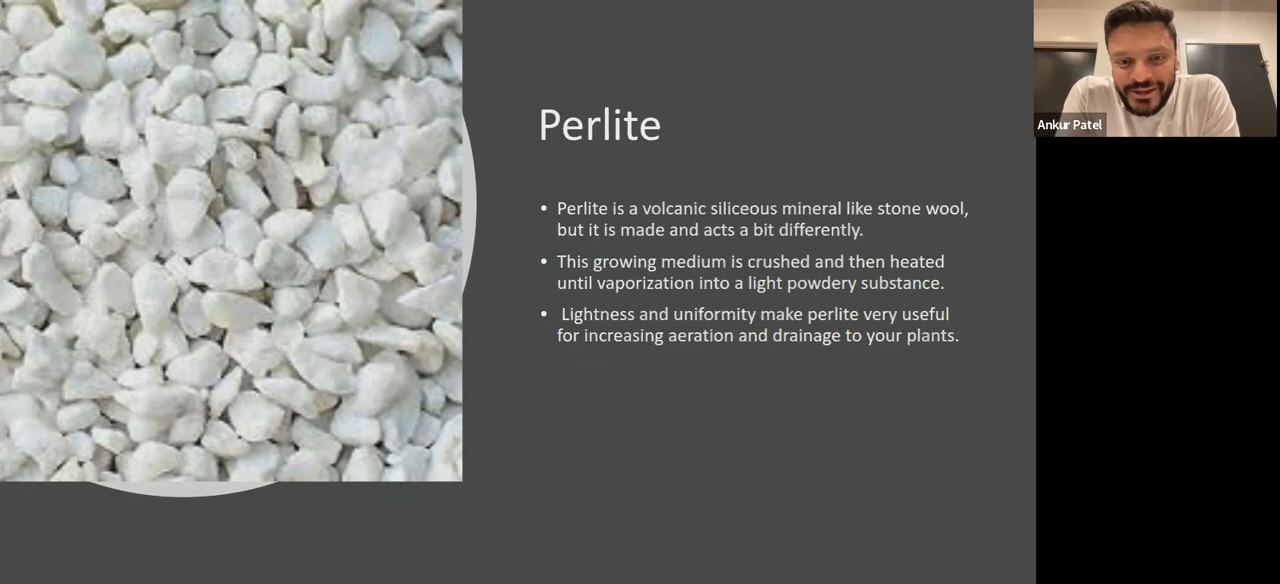 Perlite
• Perlite is a volcanic siliceous mineral like stone wool,
but it is made and acts a bit differently.
• This growing medium is crushed and then heated
until vaporization into a light powdery substance.
• Lightness and uniformity make perlite very useful
for increasing aeration and drainage to your plants.
Ankur Patel